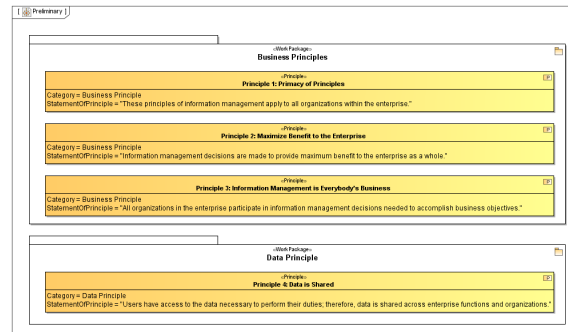 [ Preliminary ]
«Work Package»
Business Principles
«Principle»
Principle 1: Primacy of Principles
Category = Business Principle
StatementOfPrinciple = "These principles of information management apply to all organizations within the enterprise."
«Principle»
Principle 2: Maximize Benefit to the Enterprise
Category = Business Principle
StatementOfPrinciple = "Information management decisions are made to provide maximum benefit to the enterprise as a whole."
«Principle»
Principle 3: Information Management is Everybody's Business
Category = Business Principle
StatementOfPrinciple = "All organizations in the enterprise participate in information management decisions needed to accomplish business objectives."
«Work Package»
Data Principle
«Principle»
Principle 4: Data is Shared
Category = Data Principle
StatementOfPrinciple = "Users have access to the data necessary to perform their duties; therefore, data is shared across enterprise functions and organizations."